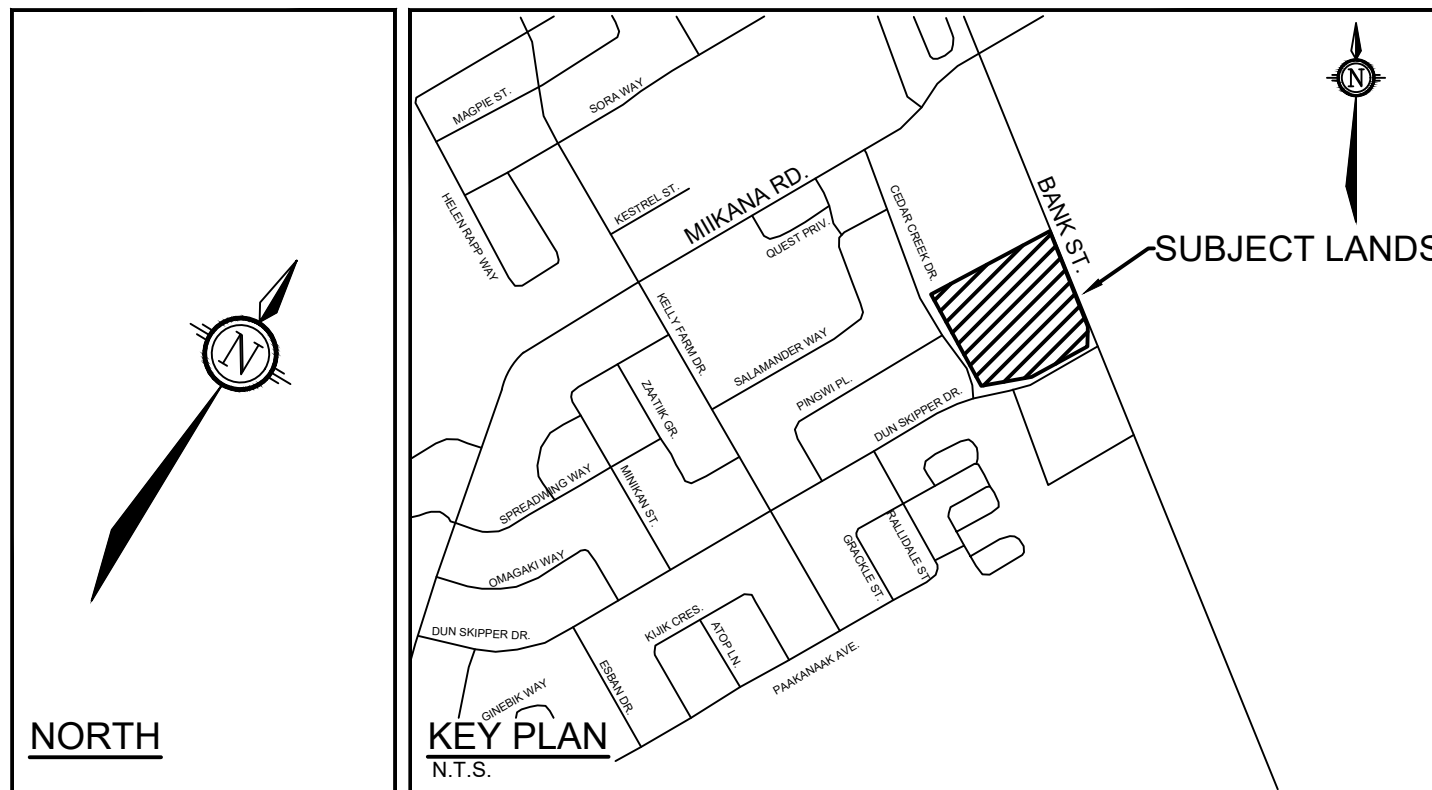 N
NORTH
MAGPIE ST.
SORA WAY
HELEN RAPP WAY
KESTREL ST.
MIIKANA RD.
QUEST PRIV.
CEDAR CREEK DR.
BANK ST.
N
SUBJECT LANDS
KELLY FARM DR.
SALAMANDER WAY
ZAATIIK GR.
PINGWI PL.
DUN SKIPPER DR.
SPREADWING WAY
MINIKAN ST.
OMAGAKI WAY
GRACKLE ST.
RALLIDALE ST
DUN SKIPPER DR.
KIJIK CRES.
ATOP LN.
PAAKANAAK AVE.
ESBAN DR.
GINEBIK WAY
KEY PLAN
N.T.S.